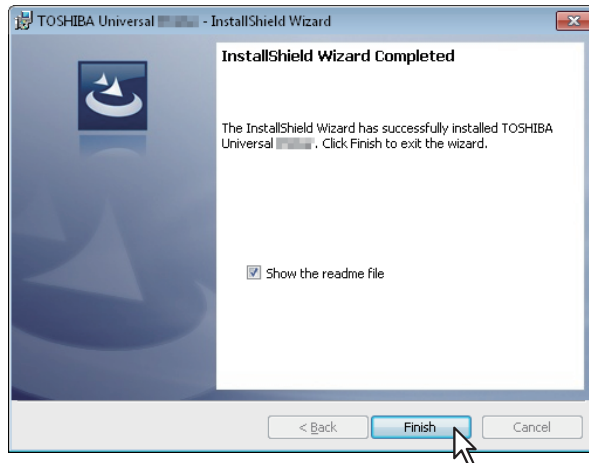 TOSHIBA Universal - InstallShield Wizard
InstallShield Wizard Completed
The InstallShield Wizard has successfully installed TOSHIBA
Universal . Click Finish to exit the wizard.
Show the readme file
< Back
Finish
Cancel